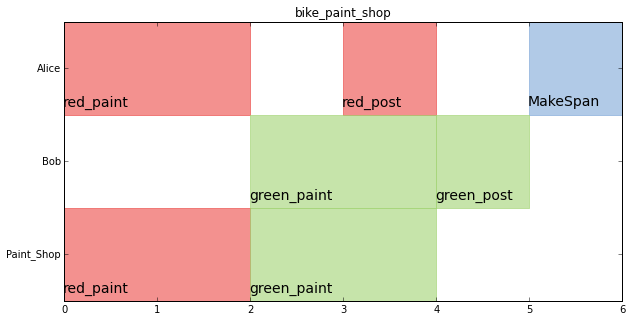 bike_paint_shop
Alice
red_paint
red_post
MakeSpan
Bob
green_paint
green_post
Paint_Shop
red_paint
green_paint
0 1 2 3 4 5 6